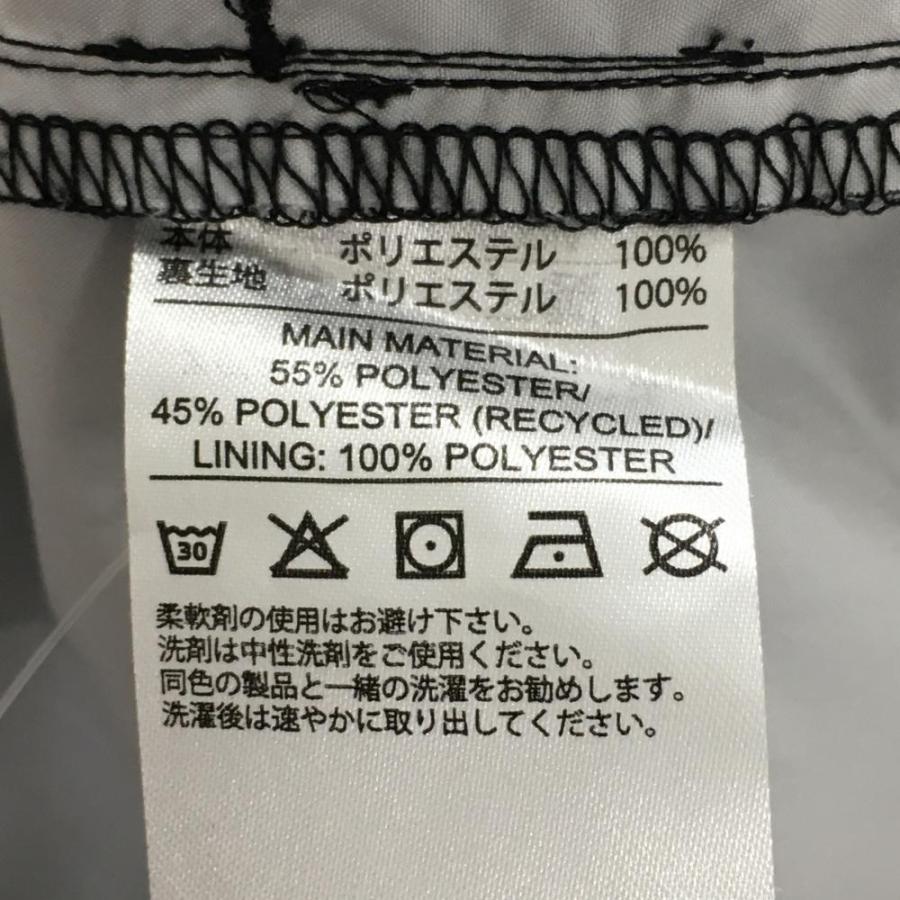 本体 ポリエステル 100%
裏生地 ポリエステル 100%
MAIN MATERIAL:
55% POLYESTER/
45% POLYESTER (RECYCLED)/
LINING: 100% POLYESTER
30
柔軟剤の使用はお避け下さい。
洗剤は中性洗剤をご使用ください。
同色の製品と一緒の洗濯をお勧めします。
洗濯後は速やかに取り出してください。